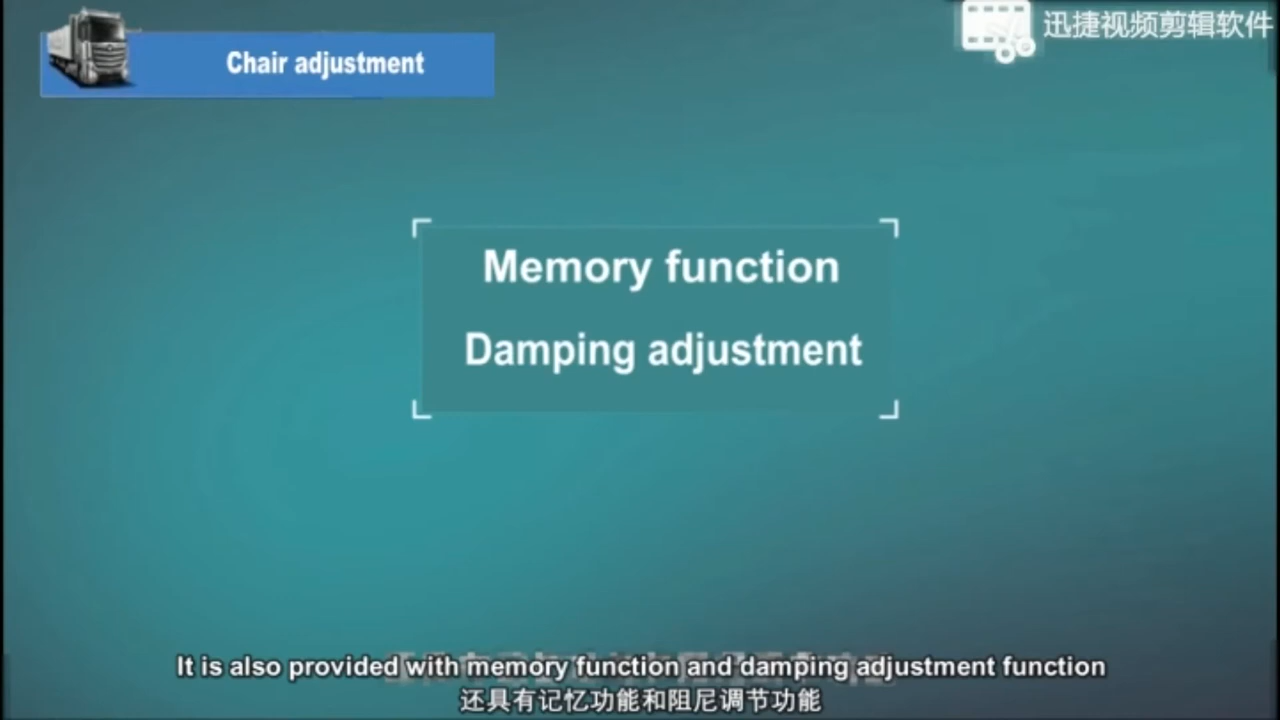 迅捷视频剪辑软件
Chair adjustment
Memory function
Damping adjustment
It is also provided with memory function and damping adjustment function
还具有记忆功能和阻尼调节功能